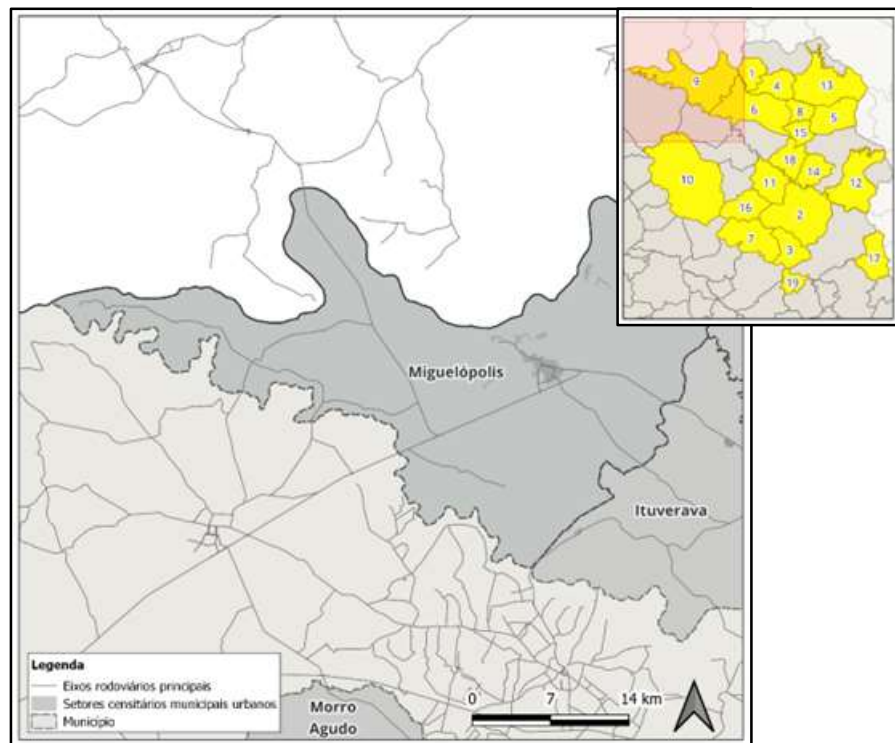 Miguelópolis
Ituverava
Morro
Agudo
Legenda
Eixos rodoviários principais
Setores censitários municipais urbanos
Município
0 7 14 km
1
4
13
9
6
8
5
15
18
14
12
10
11
2
16
7
3
17
19